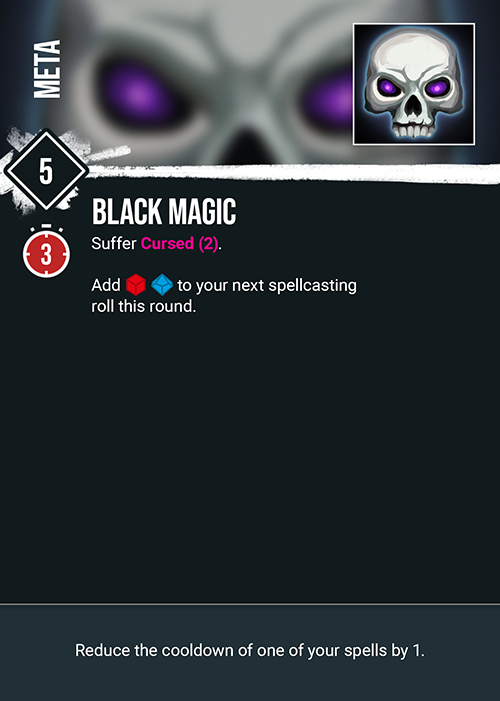 META
5
BLACK MAGIC
3
Suffer Cursed (2).
Add to your next spellcasting
roll this round.
Reduce the cooldown of one of your spells by 1.